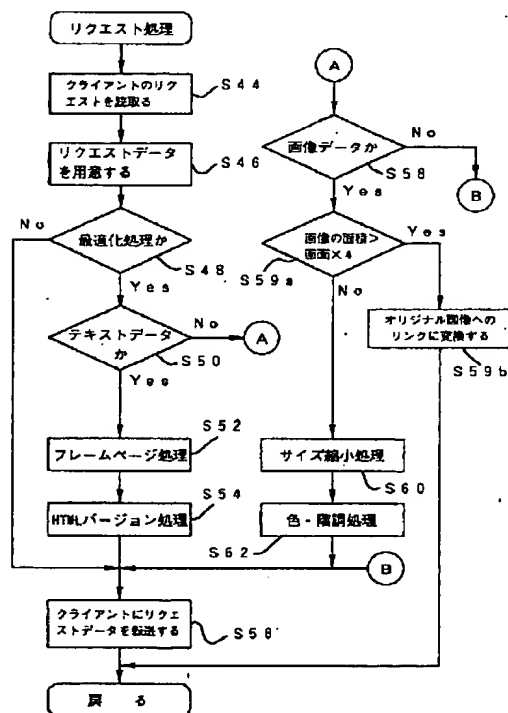 リクエスト処理
クライアントのリク
エストを読取る
S44
リクエストデータ
を用意する
S46
No
最適化処理か
S48
Yes
テキストデータ
か
No
A
S50
Yes
S52
フレームページ処理
S54
HTMLバージョン処理
クライアントにリクエ
ストデータを転送する
S56
戻る
A
画像データか
No
S58
B
Yes
画像の面積>
画面×4
Yes
S59a
No
オリジナル画像への
リンクに変換する
S59b
サイズ縮小処理
S60
色・階調処理
S62
B